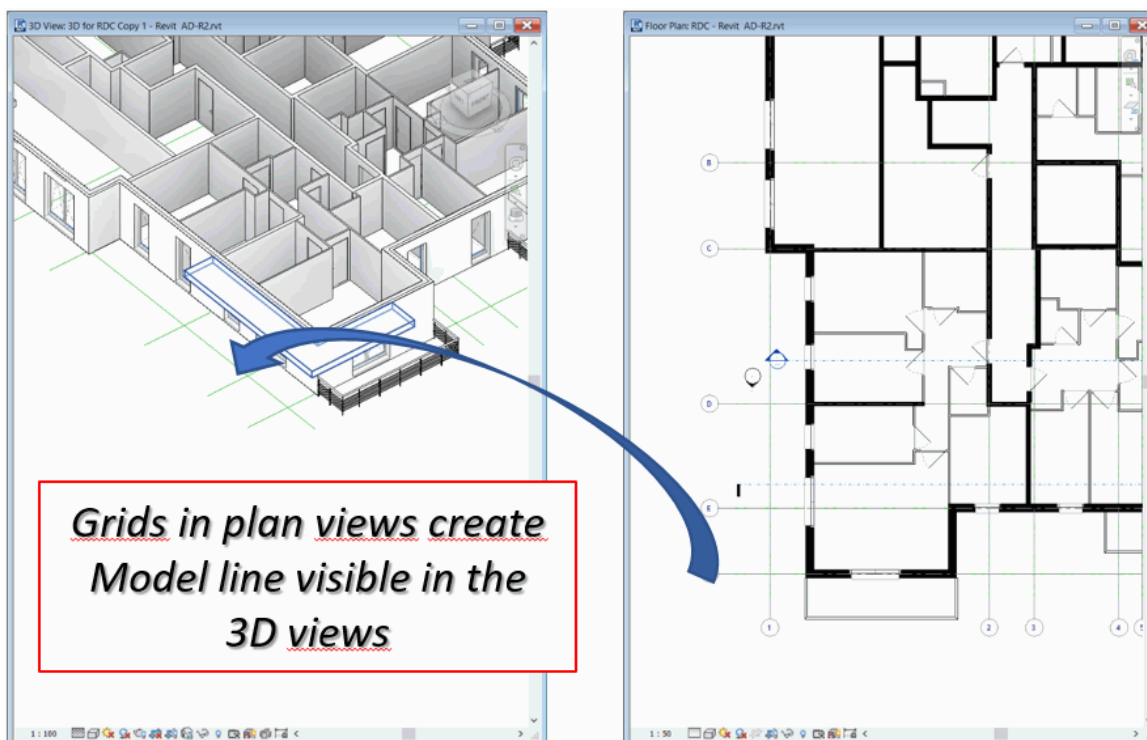 3D View: 3D for RDC Copy 1 - Revit AD-R2.rvt
Floor Plan: RDC - Revit AD-R2.rvt
B
C
D
E
1
2
3
4
5
Grids in plan views create
Model line visible in the
3D views
1 : 100
1 : 50